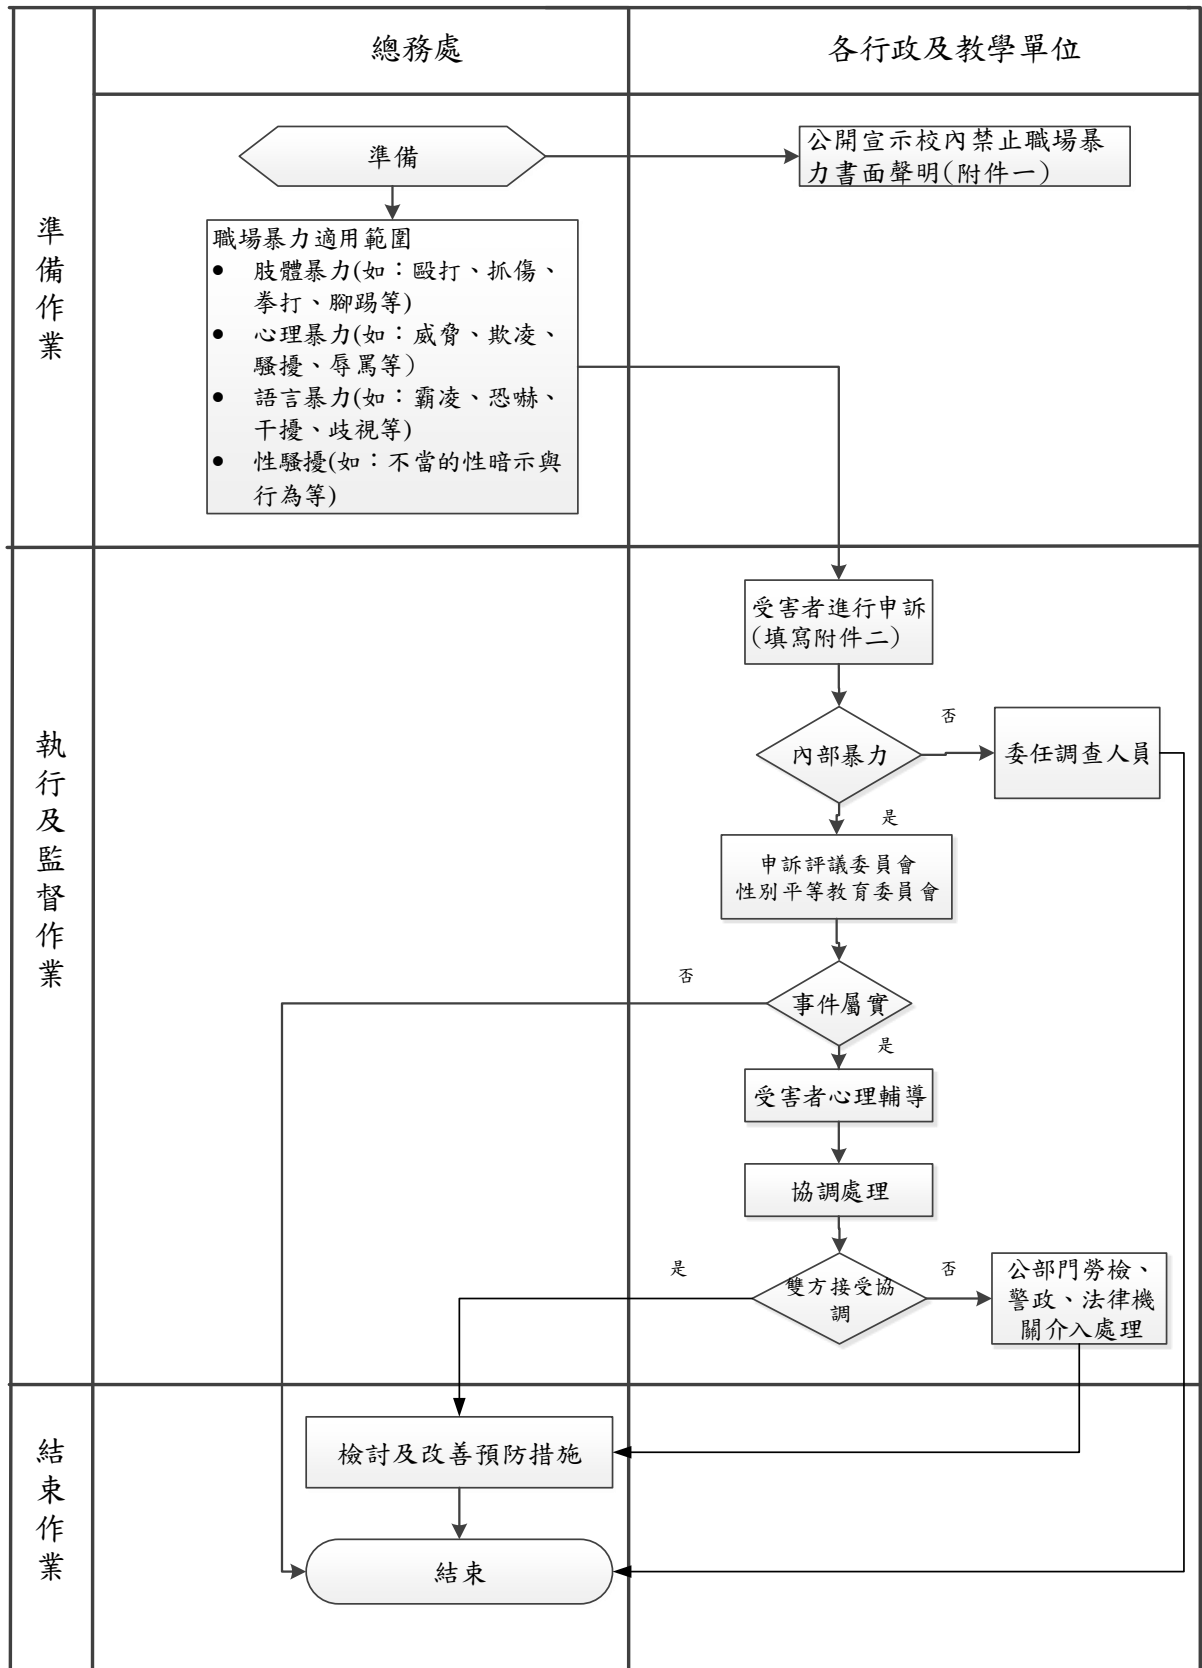 總務處
各行政及教學單位
準備作業
準備
公開宣示校內禁止職場暴
力書面聲明(附件一)
職場暴力適用範圍
● 肢體暴力(如：毆打、抓傷、
拳打、腳踢等)
● 心理暴力(如：威脅、欺凌、
騷擾、辱罵等)
● 語言暴力(如：霸凌、恐嚇、
干擾、歧視等)
● 性騷擾(如：不當的性暗示與
行為等)
執行及監督作業
受害者進行申訴
(填寫附件二)
內部暴力
否
委任調查人員
是
申訴評議委員會
性別平等教育委員會
事件屬實
否
是
受害者心理輔導
協調處理
雙方接受協
調
是
否
公部門勞檢、
警政、法律機
關介入處理
結束作業
檢討及改善預防措施
結束